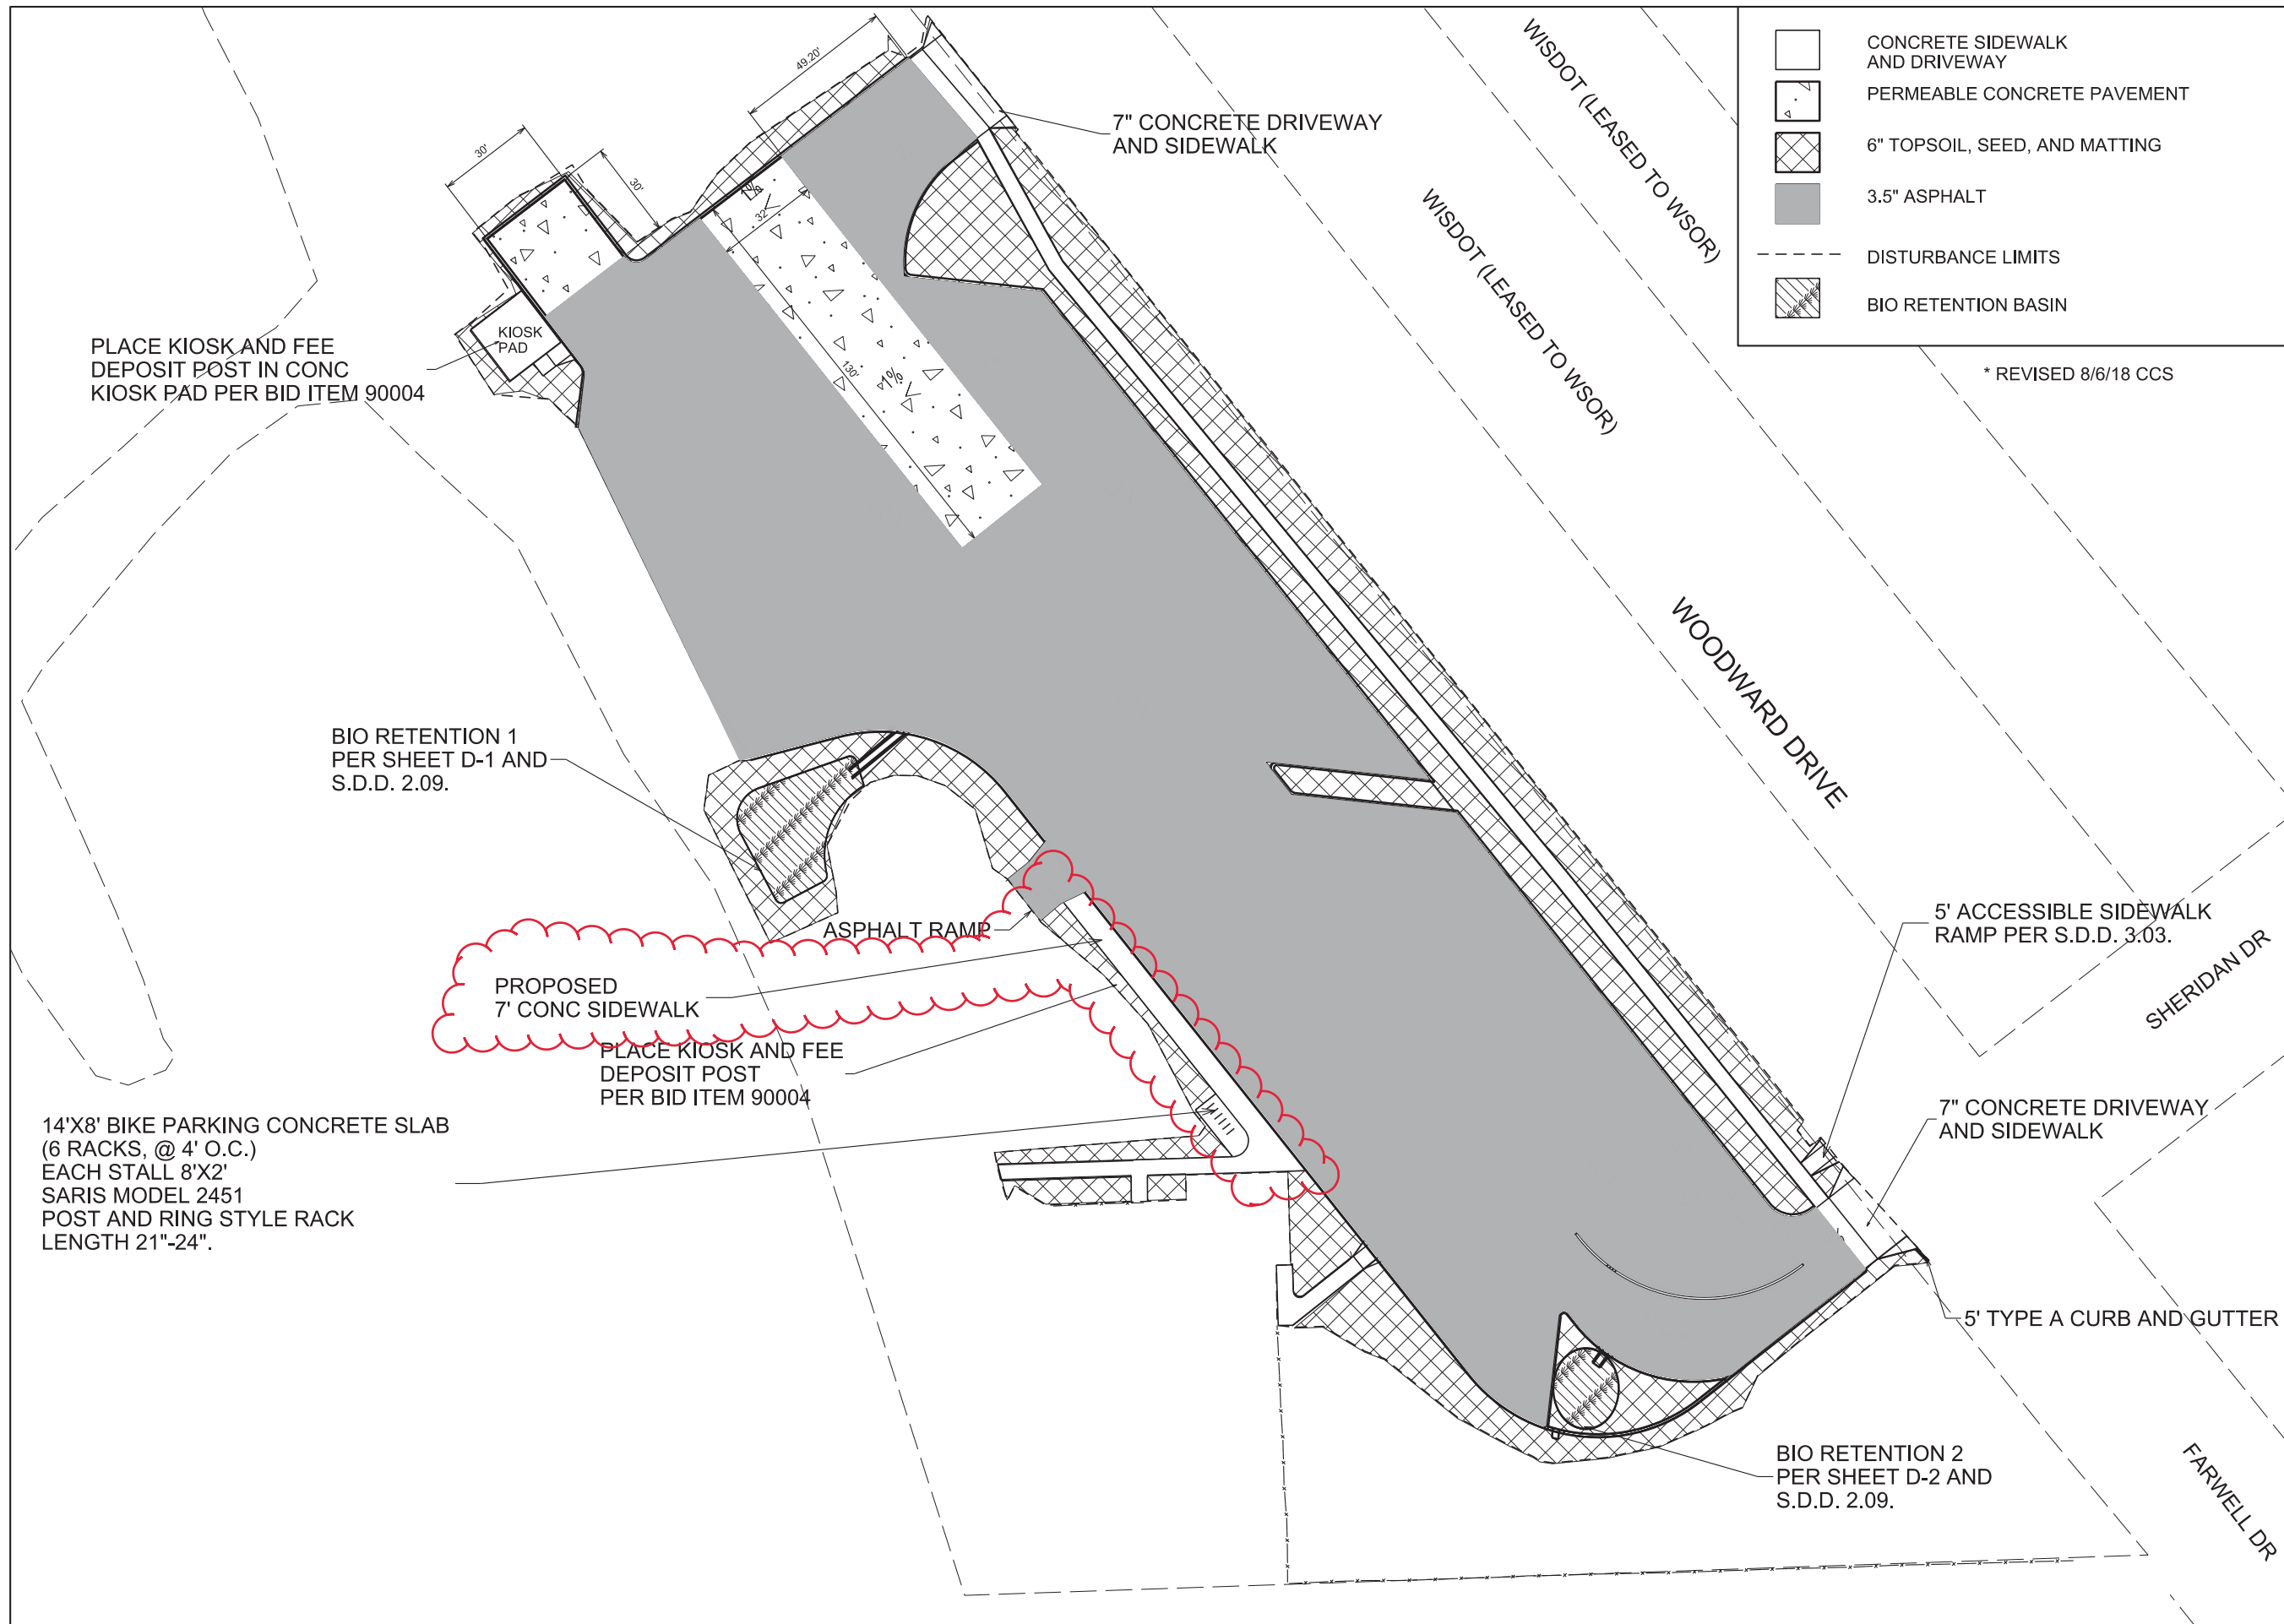 CONCRETE SIDEWALK
AND DRIVEWAY
PERMEABLE CONCRETE PAVEMENT
6" TOPSOIL, SEED, AND MATTING
3.5" ASPHALT
DISTURBANCE LIMITS
BIO RETENTION BASIN
* REVISED 8/6/18 CCS
WISDOT (LEASED TO WSOR)
WISDOT (LEASED TO WSOR)
WOODWARD DRIVE
SHERIDAN DR
FARWELL DR
49.20'
30'
30'
7" CONCRETE DRIVEWAY
AND SIDEWALK
1%
32'
130'
1%
KIOSK
PAD
PLACE KIOSK AND FEE
DEPOSIT POST IN CONC
KIOSK PAD PER BID ITEM 90004
BIO RETENTION 1
PER SHEET D-1 AND
S.D.D. 2.09.
ASPHALT RAMP
PROPOSED
7' CONC SIDEWALK
PLACE KIOSK AND FEE
DEPOSIT POST
PER BID ITEM 90004
14'X8' BIKE PARKING CONCRETE SLAB
(6 RACKS, @ 4' O.C.)
EACH STALL 8'X2'
SARIS MODEL 2451
POST AND RING STYLE RACK
LENGTH 21"-24".
5' ACCESSIBLE SIDEWALK
RAMP PER S.D.D. 3.03.
7" CONCRETE DRIVEWAY
AND SIDEWALK
5' TYPE A CURB AND GUTTER
BIO RETENTION 2
PER SHEET D-2 AND
S.D.D. 2.09.